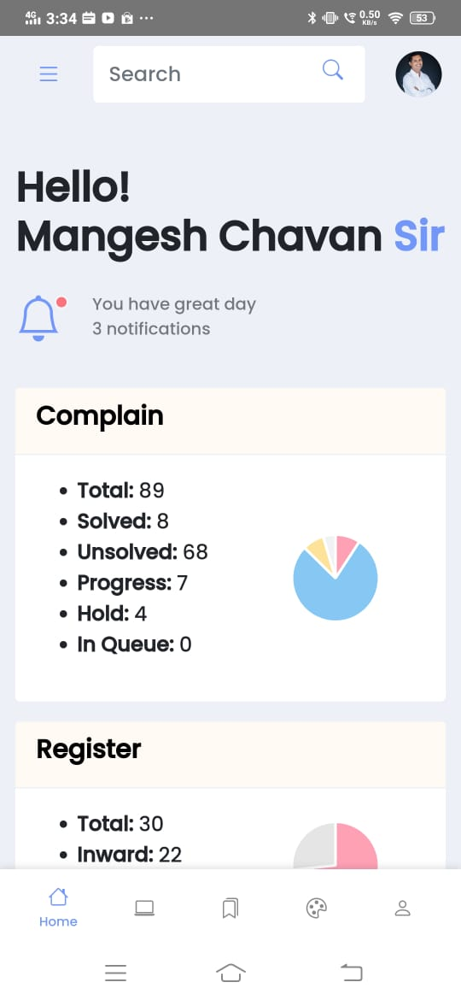 4G 3:34 0.50 KB/s 53
Search
Hello!
Mangesh Chavan Sir
You have great day
3 notifications
Complain
Total: 89
Solved: 8
Unsolved: 68
Progress: 7
Hold: 4
In Queue: 0
Register
Total: 30
Inward: 22
Home